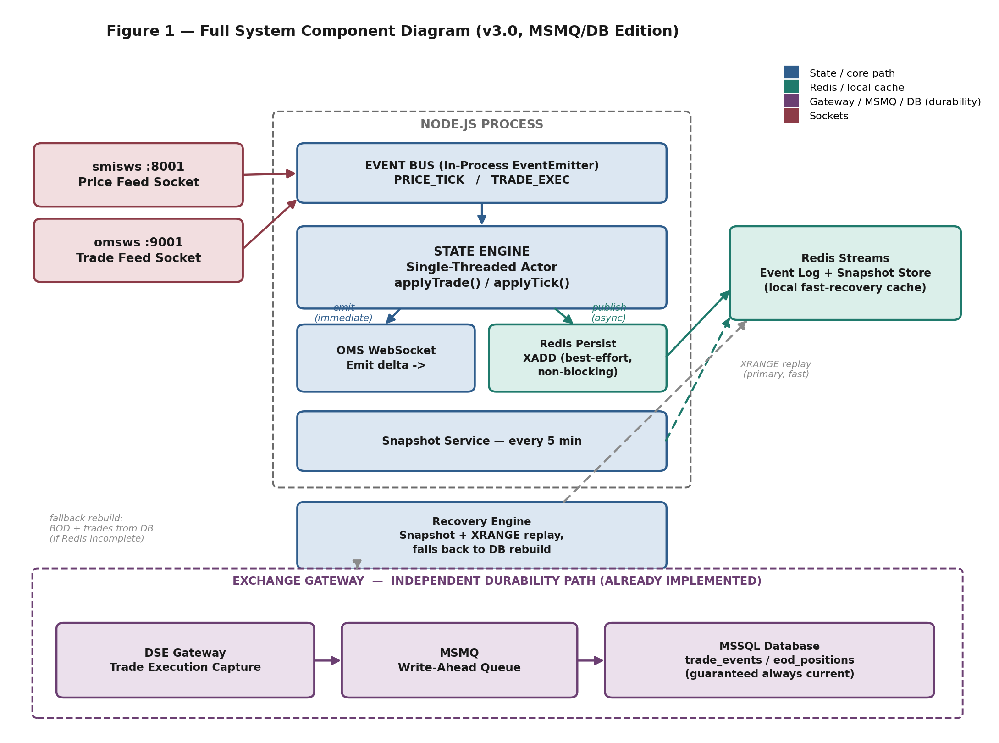 Figure 1 — Full System Component Diagram (v3.0, MSMQ/DB Edition)
State / core path
Redis / local cache
Gateway / MSMQ / DB (durability)
Sockets
NODE.JS PROCESS
smisws :8001
Price Feed Socket
EVENT BUS (In-Process EventEmitter)
PRICE_TICK / TRADE_EXEC
omsws :9001
Trade Feed Socket
STATE ENGINE
Single-Threaded Actor
applyTrade() / applyTick()
Redis Streams
Event Log + Snapshot Store
(local fast-recovery cache)
emit
(immediate)
publish
(async)
OMS WebSocket
Emit delta ->
Redis Persist
XADD (best-effort,
non-blocking)
XRANGE replay
(primary, fast)
Snapshot Service — every 5 min
fallback rebuild:
BOD + trades from DB
(if Redis incomplete)
Recovery Engine
Snapshot + XRANGE replay,
falls back to DB rebuild
EXCHANGE GATEWAY — INDEPENDENT DURABILITY PATH (ALREADY IMPLEMENTED)
DSE Gateway
Trade Execution Capture
MSMQ
Write-Ahead Queue
MSSQL Database
trade_events / eod_positions
(guaranteed always current)